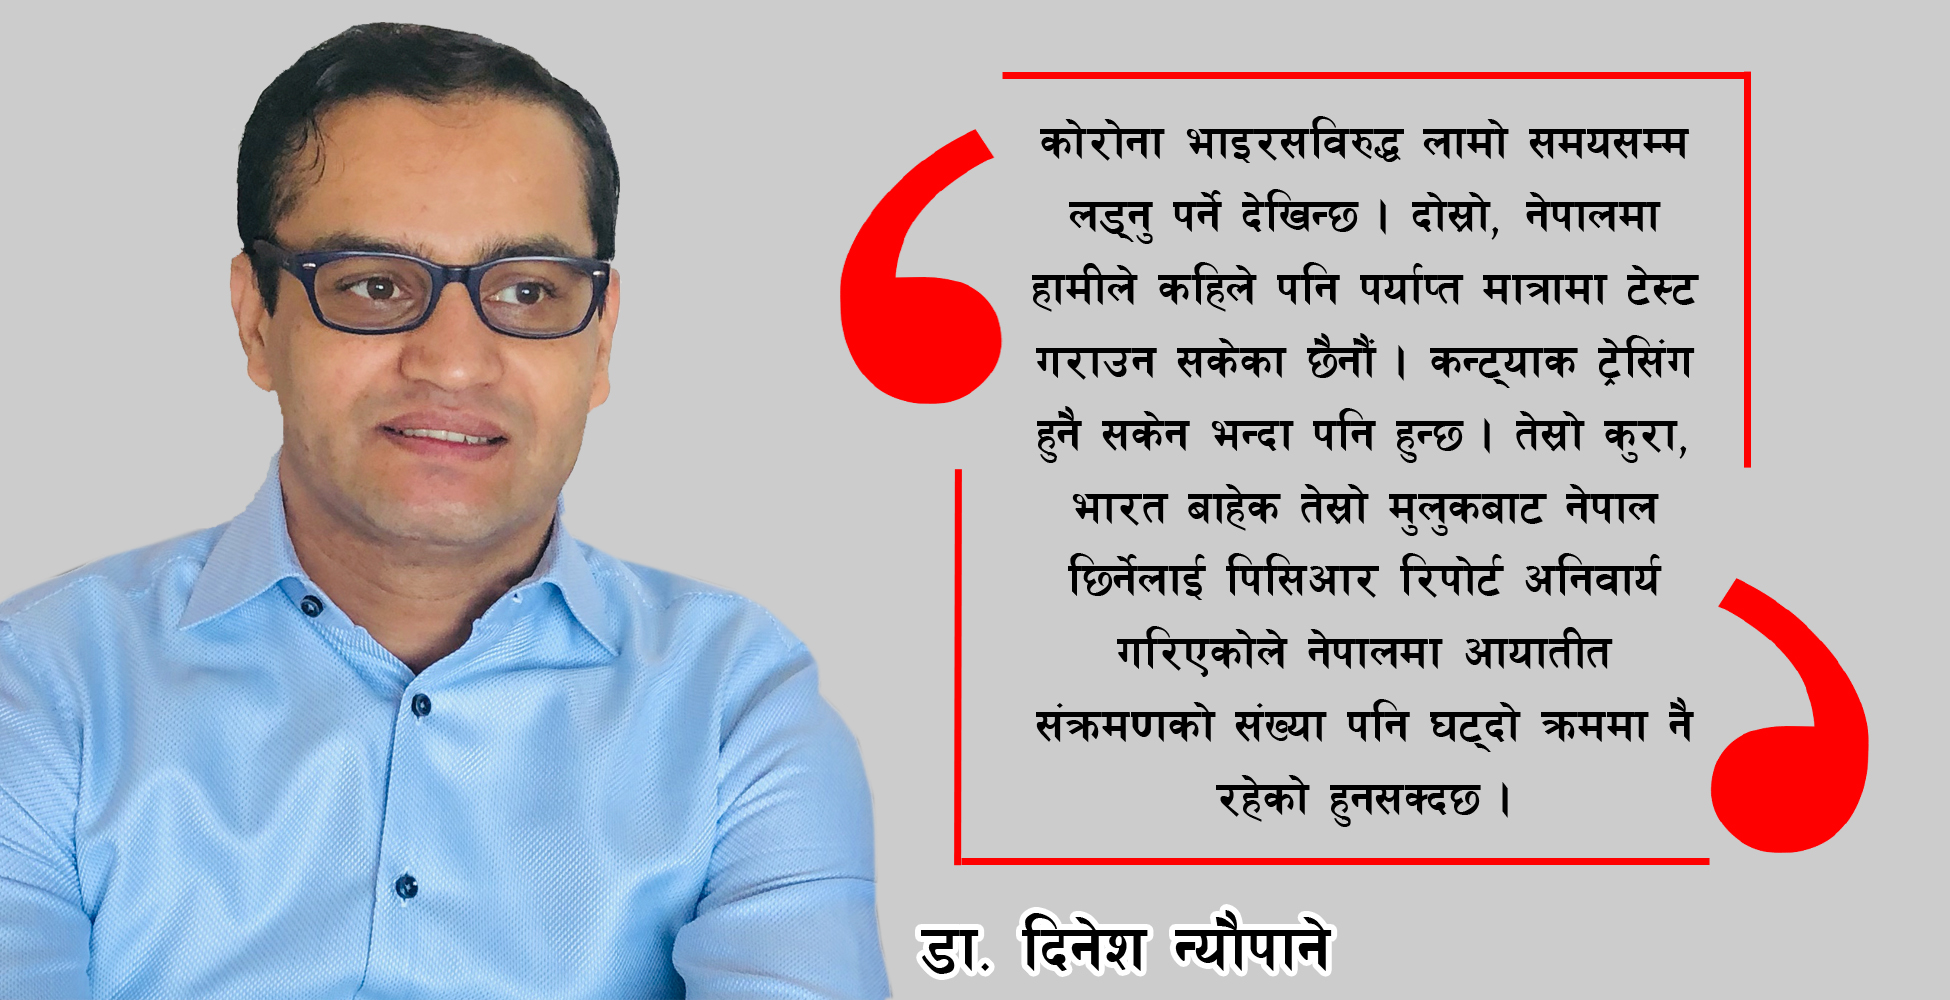 कोरोना भाइरसविरुद्ध लामो समयसम्म
लड्नु पर्ने देखिन्छ । दोस्रो, नेपालमा
हामीले कहिले पनि पर्याप्त मात्रामा टेस्ट
गराउन सकेका छैनौं । कन्ट्याक ट्रेसिंग
हुनै सकेन भन्दा पनि हुन्छ । तेस्रो कुरा,
भारत बाहेक तेस्रो मुलुकबाट नेपाल
छिर्नेलाई पिसिआर रिपोर्ट अनिवार्य
गरिएकोले नेपालमा आयातीत
संक्रमणको संख्या पनि घट्दो क्रममा नै
रहेको हुनसक्दछ ।
डा. दिनेश न्यौपाने